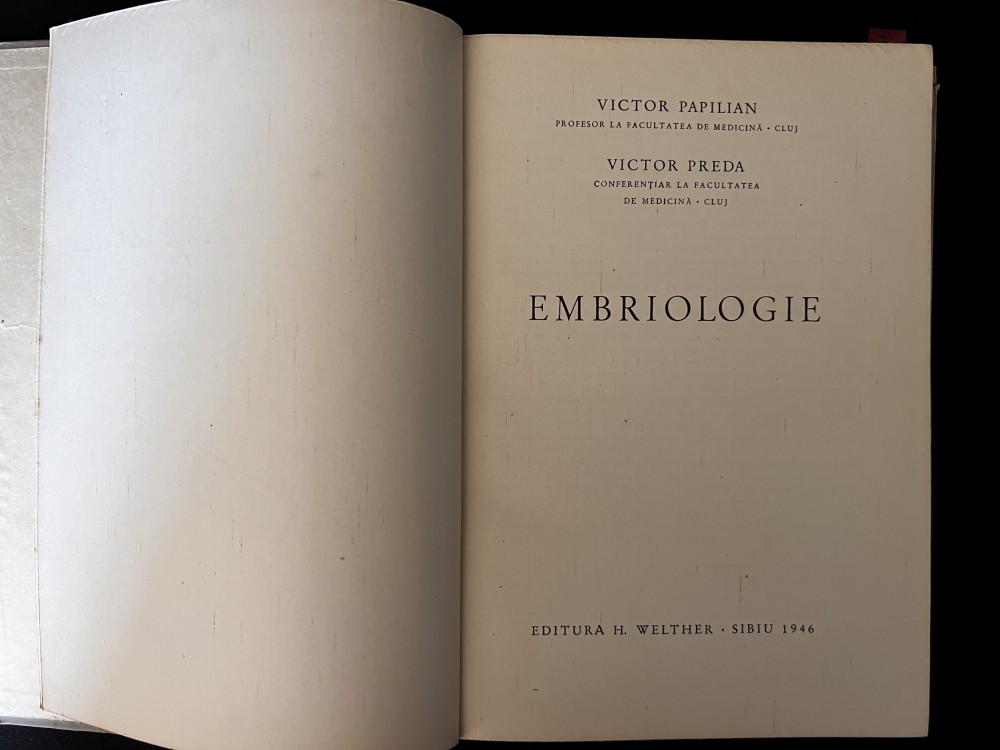 VICTOR PAPILIAN
PROFESOR LA FACULTATEA DE MEDICINĂ • CLUJ
VICTOR PREDA
CONFERENȚIAR LA FACULTATEA
DE MEDICINĂ • CLUJ
EMBRIOLOGIE
EDITURA H. WELTHER • SIBIU 1946